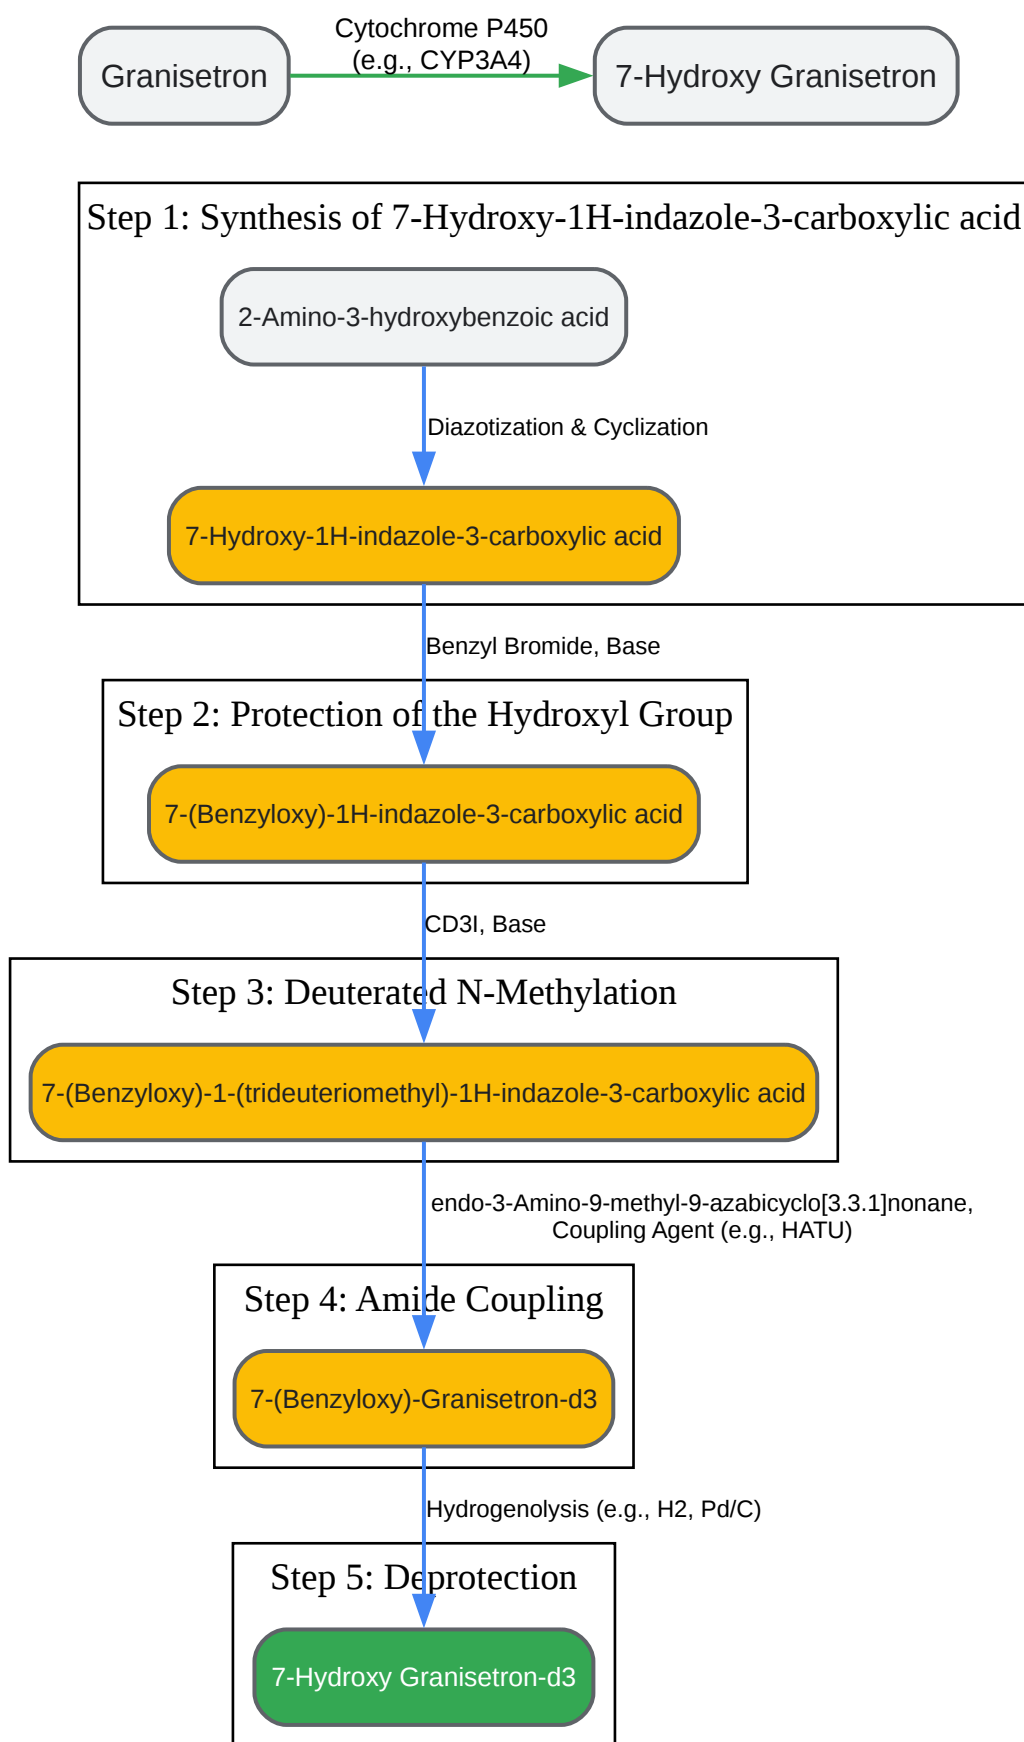 Cytochrome P450
(e.g., CYP3A4)
Granisetron
7-Hydroxy Granisetron
Step 1: Synthesis of 7-Hydroxy-1H-indazole-3-carboxylic acid
2-Amino-3-hydroxybenzoic acid
Diazotization & Cyclization
7-Hydroxy-1H-indazole-3-carboxylic acid
Benzyl Bromide, Base
Step 2: Protection of the Hydroxyl Group
7-(Benzyloxy)-1H-indazole-3-carboxylic acid
CD3I, Base
Step 3: Deuterated N-Methylation
7-(Benzyloxy)-1-(trideuteriomethyl)-1H-indazole-3-carboxylic acid
endo-3-Amino-9-methyl-9-azabicyclo[3.3.1]nonane,
Coupling Agent (e.g., HATU)
Step 4: Amide Coupling
7-(Benzyloxy)-Granisetron-d3
Hydrogenolysis (e.g., H2, Pd/C)
Step 5: Deprotection
7-Hydroxy Granisetron-d3